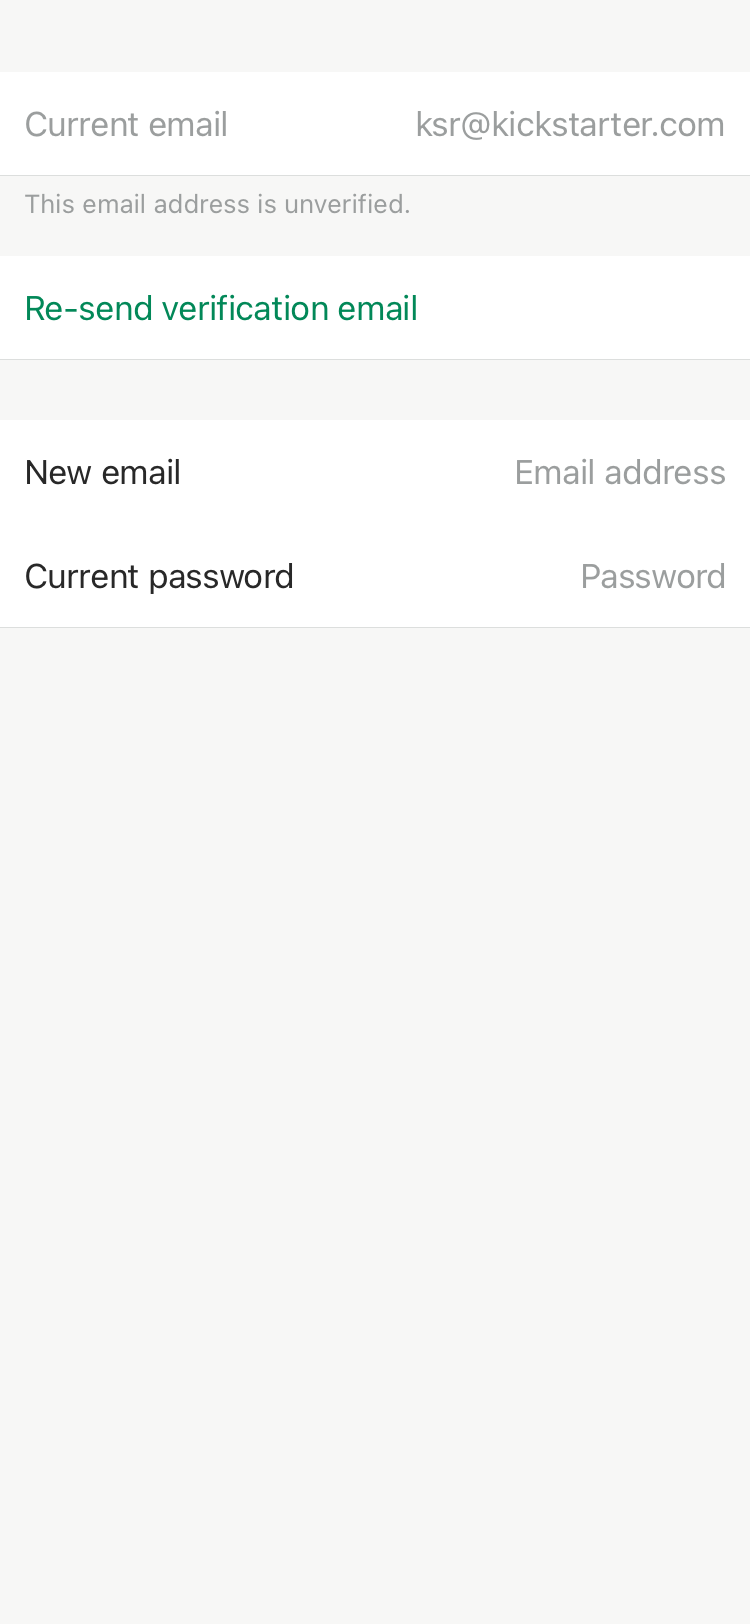 Current email ksr@kickstarter.com
This email address is unverified.
Re-send verification email
New email Email address
Current password Password